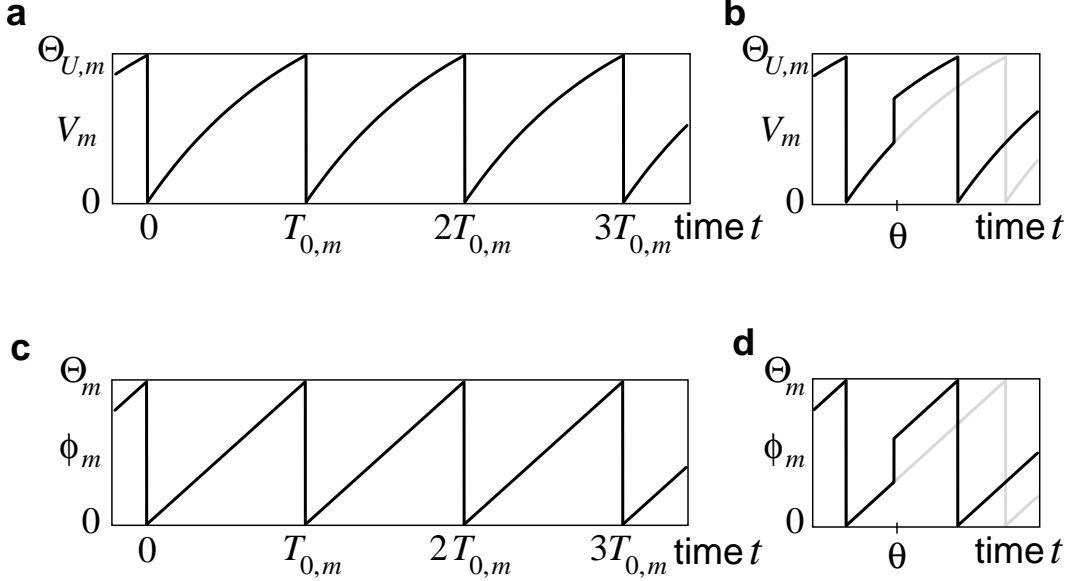 a
Θ_{U,m}
V_m
0
0 T_{0,m} 2T_{0,m} 3T_{0,m} time t
b
Θ_{U,m}
V_m
0
θ time t
c
Θ_m
ϕ_m
0
0 T_{0,m} 2T_{0,m} 3T_{0,m} time t
d
Θ_m
ϕ_m
0
θ time t